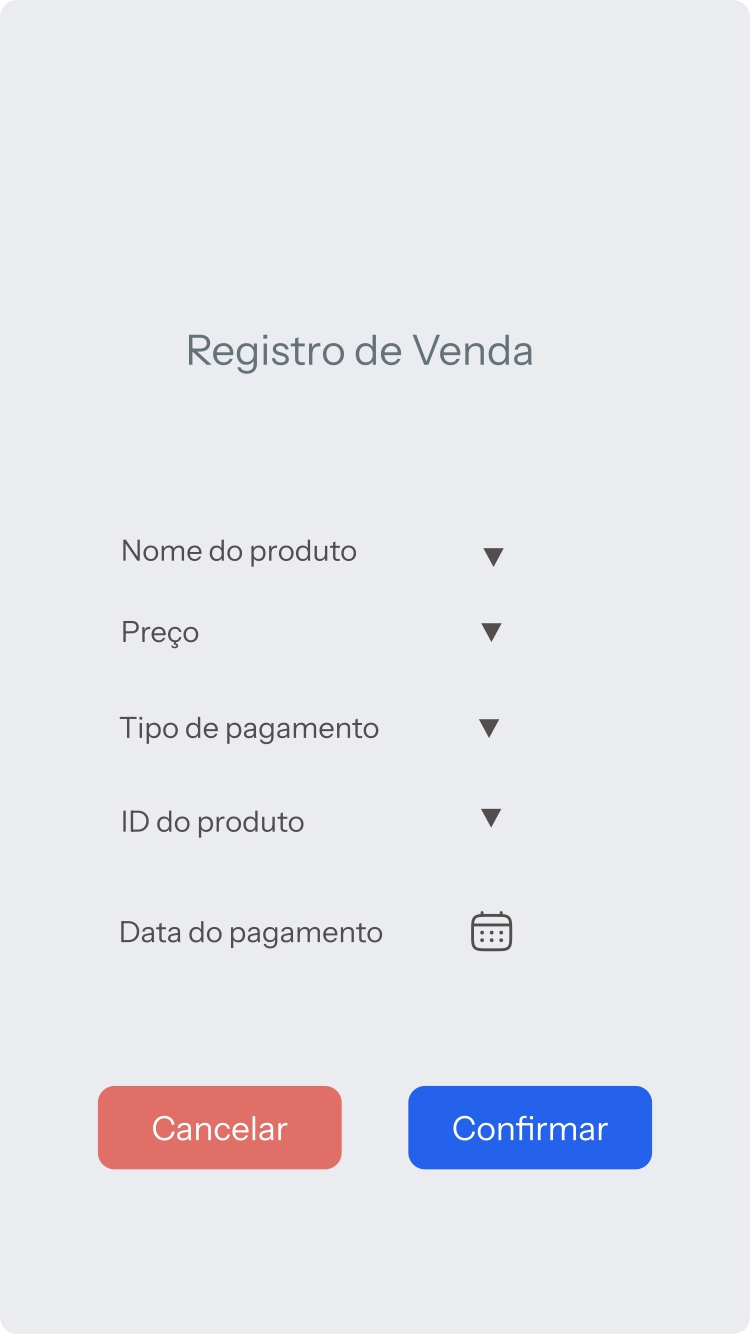 Registro de Venda
Nome do produto
Preço
Tipo de pagamento
ID do produto
Data do pagamento
Cancelar
Confirmar